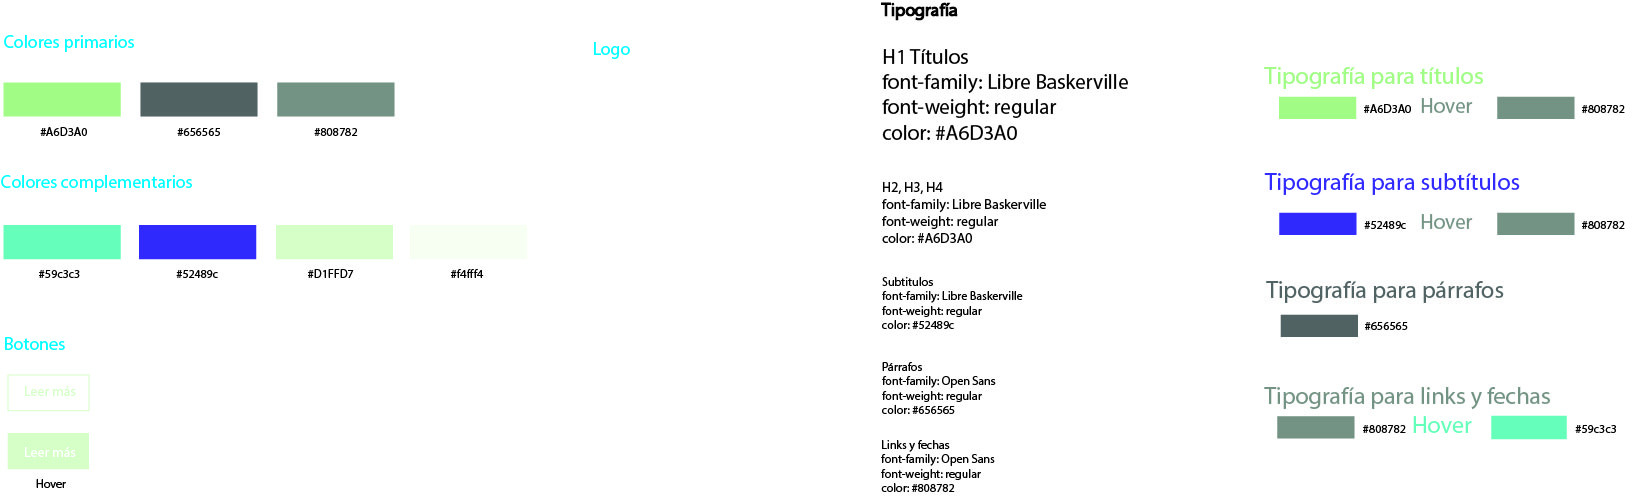 Colores primarios
#A6D3A0
#656565
#808782
Colores complementarios
#59c3c3
#52489c
#D1FFD7
#f4fff4
Botones
Leer más
Leer más
Hover
Logo
Tipografía
H1 Títulos
font-family: Libre Baskerville
font-weight: regular
color: #A6D3A0
H2, H3, H4
font-family: Libre Baskerville
font-weight: regular
color: #A6D3A0
Subtitulos
font-family: Libre Baskerville
font-weight: regular
color: #52489c
Párrafos
font-family: Open Sans
font-weight: regular
color: #656565
Links y fechas
font-family: Open Sans
font-weight: regular
color: #808782
Tipografía para títulos
#A6D3A0 Hover #808782
Tipografía para subtítulos
#52489c Hover #808782
Tipografía para párrafos
#656565
Tipografía para links y fechas
#808782 Hover #59c3c3